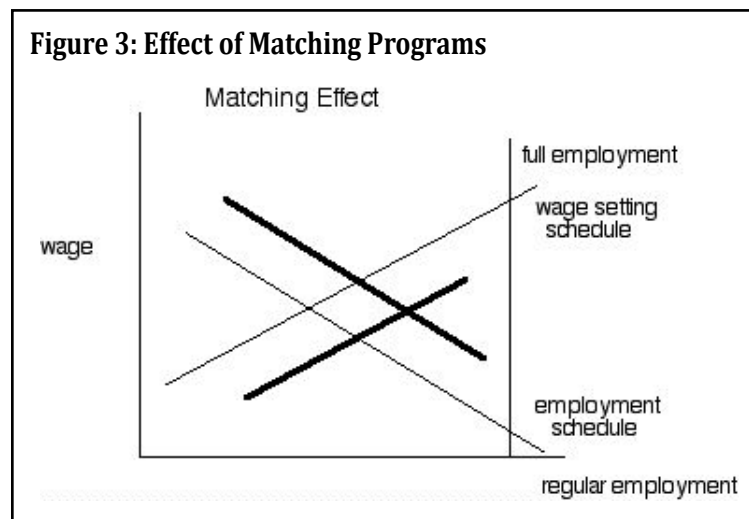 Figure 3: Effect of Matching Programs
Matching Effect
full employment
wage setting
schedule
wage
employment
schedule
regular employment